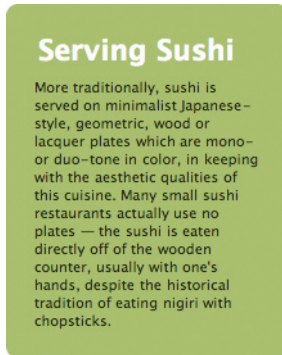 Serving Sushi
More traditionally, sushi is
served on minimalist Japanese-
style, geometric, wood or
lacquer plates which are mono-
or duo-tone in color, in keeping
with the aesthetic qualities of
this cuisine. Many small sushi
restaurants actually use no
plates — the sushi is eaten
directly off of the wooden
counter, usually with one's
hands, despite the historical
tradition of eating nigiri with
chopsticks.